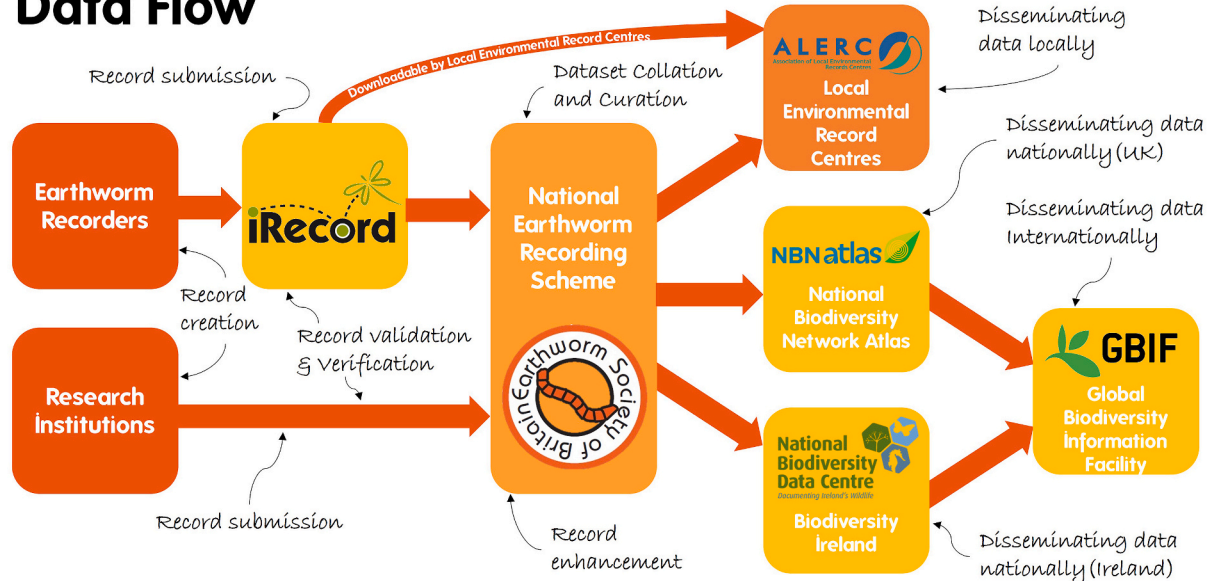 Data Flow
Record submission
Downloadable by Local Environmental Record Centres
Dataset Collation
and Curation
ALERC
Association of Local Environmental
Records Centres
Local
Environmental
Record
Centres
Disseminating
data locally
Earthworm
Recorders
iRecord
National
Earthworm
Recording
Scheme
Earthworm Society of Britain
Disseminating data
nationally (UK)
NBN atlas
National
Biodiversity
Network Atlas
Disseminating data
Internationally
Record
creation
Record validation
& Verification
Research
Institutions
Record submission
Record
enhancement
National
Biodiversity
Data Centre
Documenting Ireland's Wildlife
Biodiversity
Ireland
GBIF
Global
Biodiversity
Information
Facility
Disseminating data
nationally (Ireland)